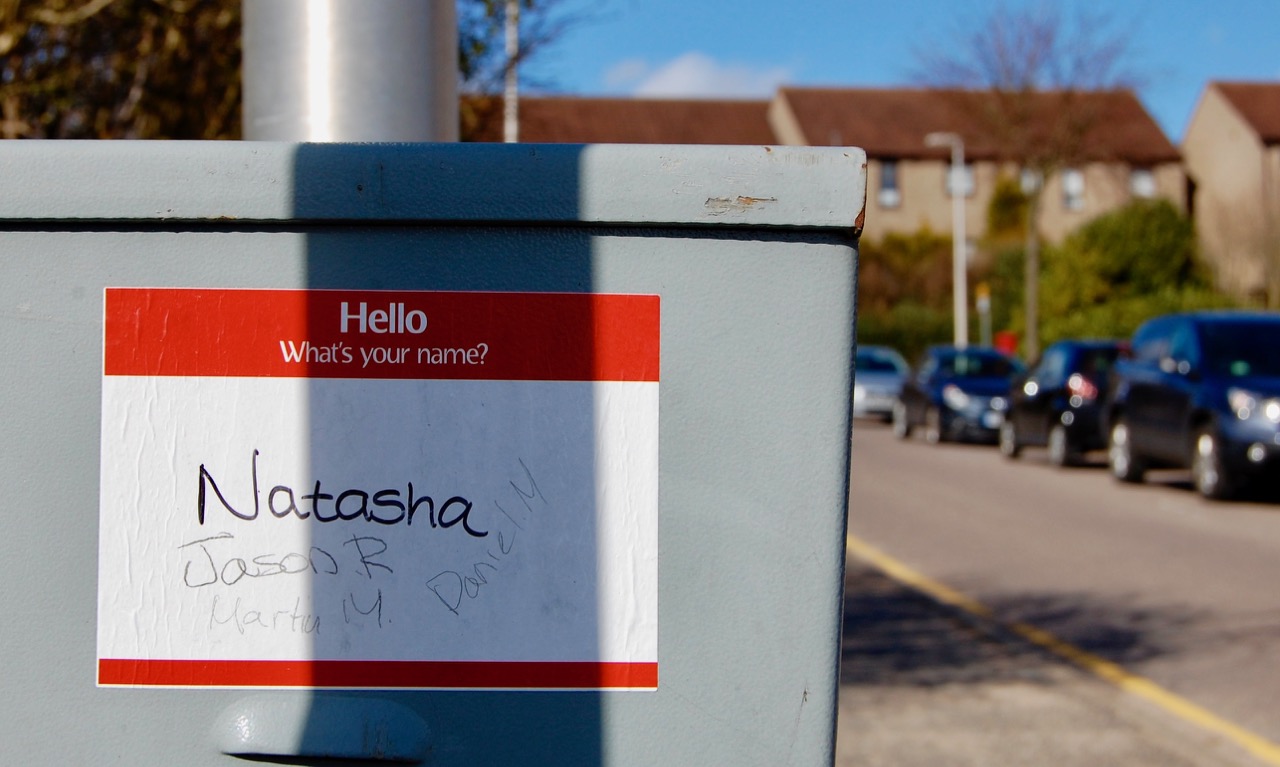 Hello
What's your name?
Natasha
Jason R
Martin M.
Daniel M